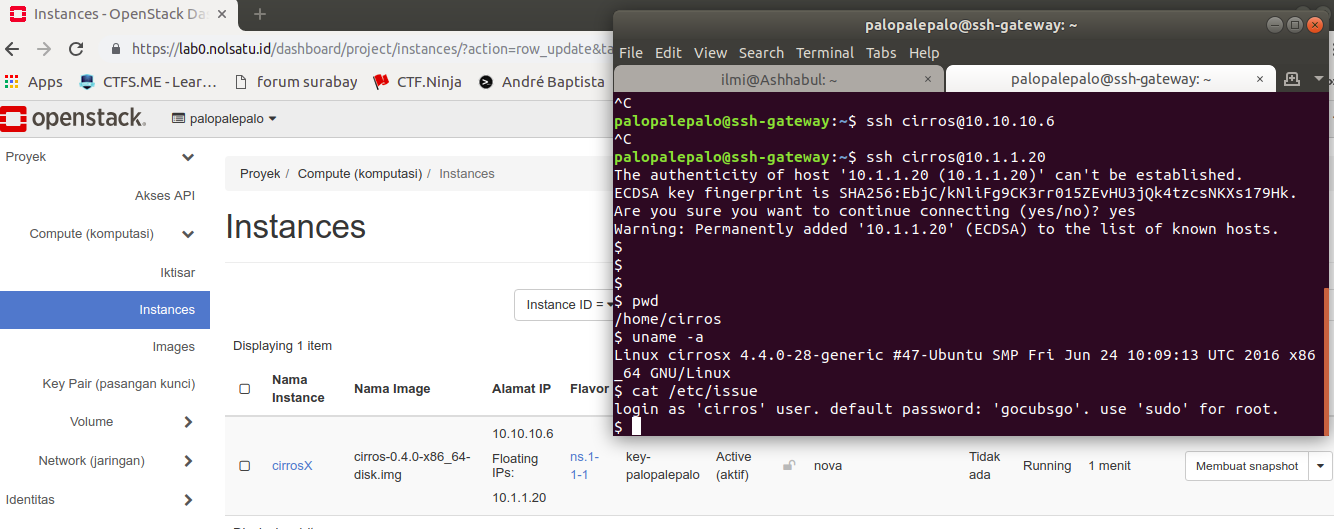 Instances - OpenStack Da
https://lab0.nolsatu.id/dashboard/project/instances/?action=row_update&ta
Apps
CTFS.ME - Lear…
forum surabay
CTF.Ninja
André Baptista
openstack.
palopalepalo
Proyek
Akses API
Compute (komputasi)
Iktisar
Instances
Images
Key Pair (pasangan kunci)
Volume
Network (jaringan)
Identitas
Proyek / Compute (komputasi) / Instances
Instances
Instance ID =
Displaying 1 item
Nama Instance
Nama Image
Alamat IP
Flavor
cirrosX
cirros-0.4.0-x86_64-disk.img
10.10.10.6
Floating IPs:
10.1.1.20
ns.1-1-1
key-palopalepalo
Active (aktif)
nova
Tidak ada
Running
1 menit
Membuat snapshot
palopalepalo@ssh-gateway: ~
File Edit View Search Terminal Tabs Help
ilmi@Ashhabul: ~ ×
palopalepalo@ssh-gateway: ~ ×
^C
palopalepalo@ssh-gateway:~$ ssh cirros@10.10.10.6
^C
palopalepalo@ssh-gateway:~$ ssh cirros@10.1.1.20
The authenticity of host '10.1.1.20 (10.1.1.20)' can't be established.
ECDSA key fingerprint is SHA256:EbjC/kNliFg9CK3rr015ZEvHU3jQk4tzcsNKXs179Hk.
Are you sure you want to continue connecting (yes/no)? yes
Warning: Permanently added '10.1.1.20' (ECDSA) to the list of known hosts.
$
$
$
$ pwd
/home/cirros
$ uname -a
Linux cirrosx 4.4.0-28-generic #47-Ubuntu SMP Fri Jun 24 10:09:13 UTC 2016 x86
_64 GNU/Linux
$ cat /etc/issue
login as 'cirros' user. default password: 'gocubsgo'. use 'sudo' for root.
$